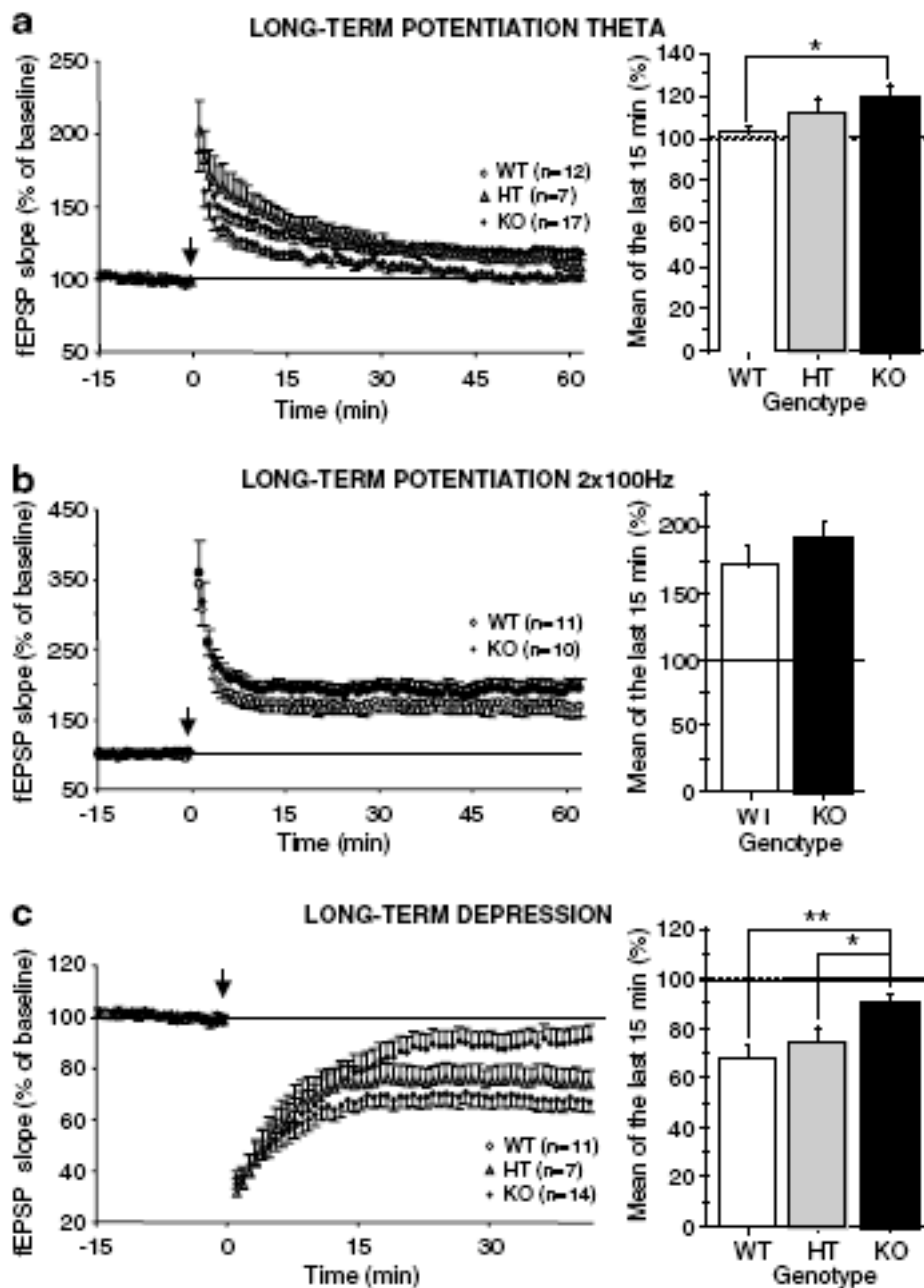 a
LONG-TERM POTENTIATION THETA
fEPSP slope (% of baseline)
250
200
150
100
50
-15 0 15 30 45 60
Time (min)
WT (n=12)
HT (n=7)
KO (n=17)
Mean of the last 15 min (%)
140
120
100
80
60
40
20
0
*
WT HT KO
Genotype
b
LONG-TERM POTENTIATION 2x100Hz
fEPSP slope (% of baseline)
450
350
250
150
50
-15 0 15 30 45 60
Time (min)
WT (n=11)
KO (n=10)
Mean of the last 15 min (%)
200
150
100
50
0
WT KO
Genotype
c
LONG-TERM DEPRESSION
fEPSP slope (% of baseline)
120
100
80
60
40
20
-15 0 15 30
Time (min)
WT (n=11)
HT (n=7)
KO (n=14)
Mean of the last 15 min (%)
120
100
80
60
40
20
0
**
*
WT HT KO
Genotype